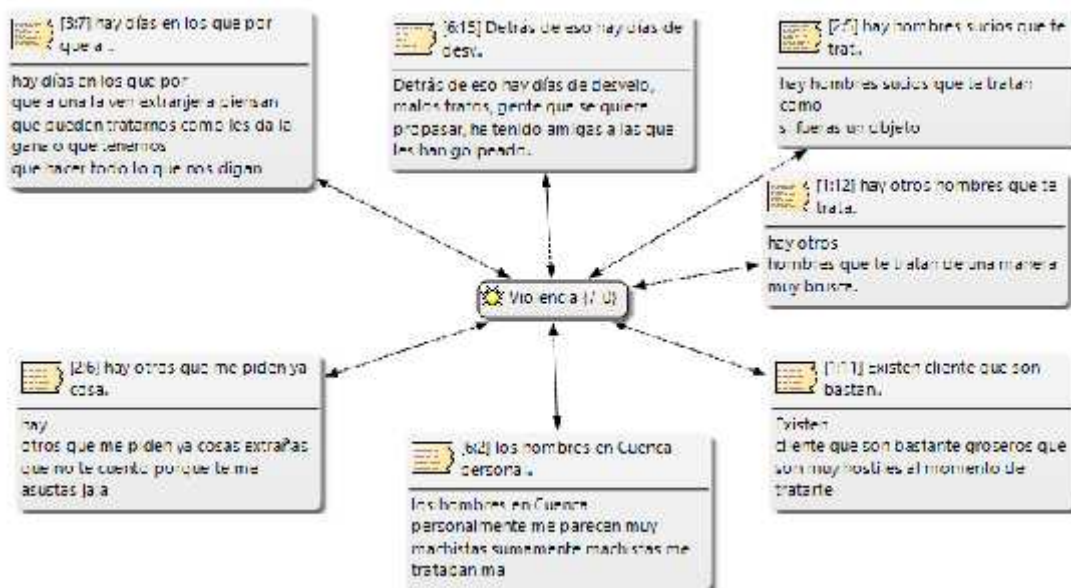 [3:7] hay días en los que por
que a..
hay días en los que por
que a una la ven extranjera piensan
que pueden tratarnos como les da la
gana o que tenemos
que hacer todo lo que nos digan
[6:15] Detrás de eso hay días de
desv..
Detrás de eso hay días de desvelo,
malos tratos, gente que se quiere
propasar, he tenido amigas a las que
les han golpeado.
[2:5] hay hombres sucios que te
trat..
hay hombres sucios que te tratan
como
si fueras un objeto
[1:12] hay otros hombres que te
trata.
hay otros
hombres que te tratan de una manera
muy brusca.
Violencia {7-0}
[2:6] hay otros que me piden ya
cosa.
hay
otros que me piden ya cosas extrañas
que no te cuento porque te me
asustas jaja
[6:2] los hombres en Cuenca
personal..
los hombres en Cuenca
personalmente me parecen muy
machistas sumamente machistas me
trataban mal
[1:11] Existen cliente que son
bastan..
Existen
cliente que son bastante groseros que
son muy hostiles al momento de
tratarte